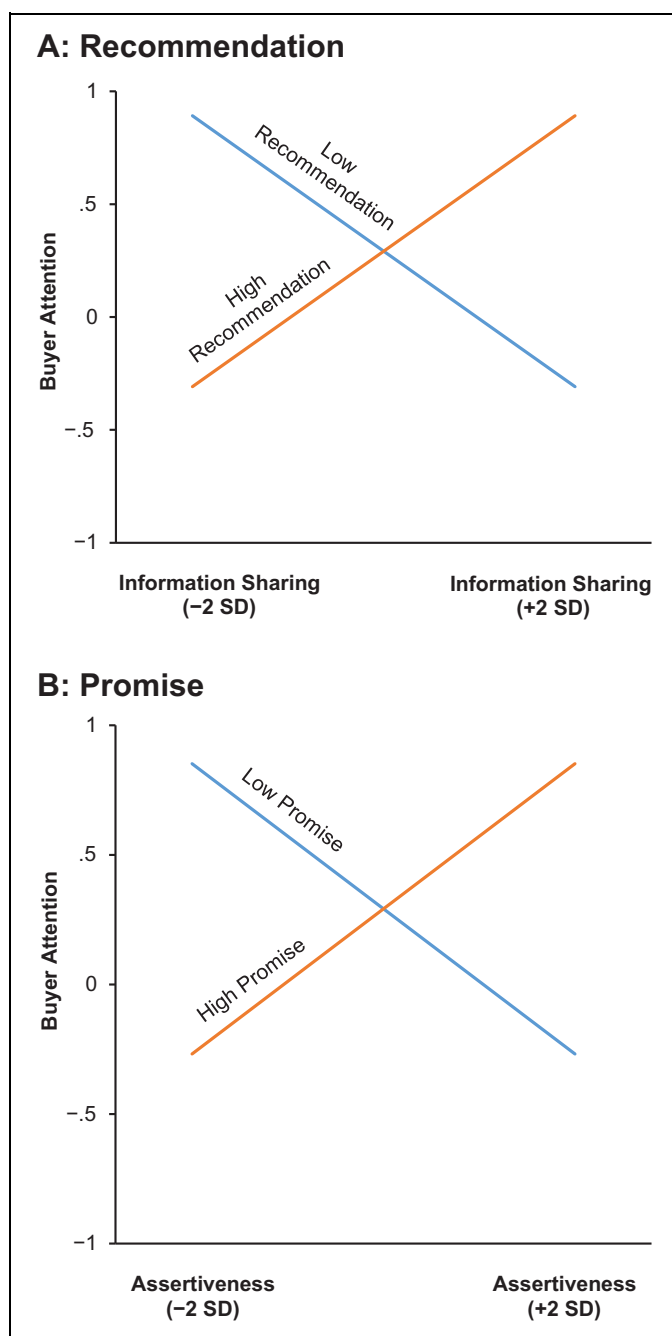 A: Recommendation
1
.5
0
−.5
−1
Buyer Attention
Low
Recommendation
High
Recommendation
Information Sharing
(−2 SD)
Information Sharing
(+2 SD)
B: Promise
1
.5
0
−.5
−1
Buyer Attention
Low Promise
High Promise
Assertiveness
(−2 SD)
Assertiveness
(+2 SD)